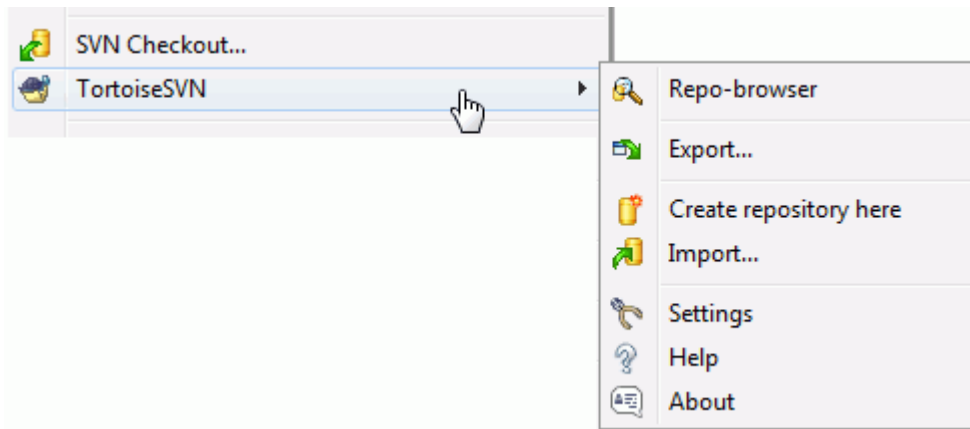 SVN Checkout...
TortoiseSVN
Repo-browser
Export...
Create repository here
Import...
Settings
Help
About